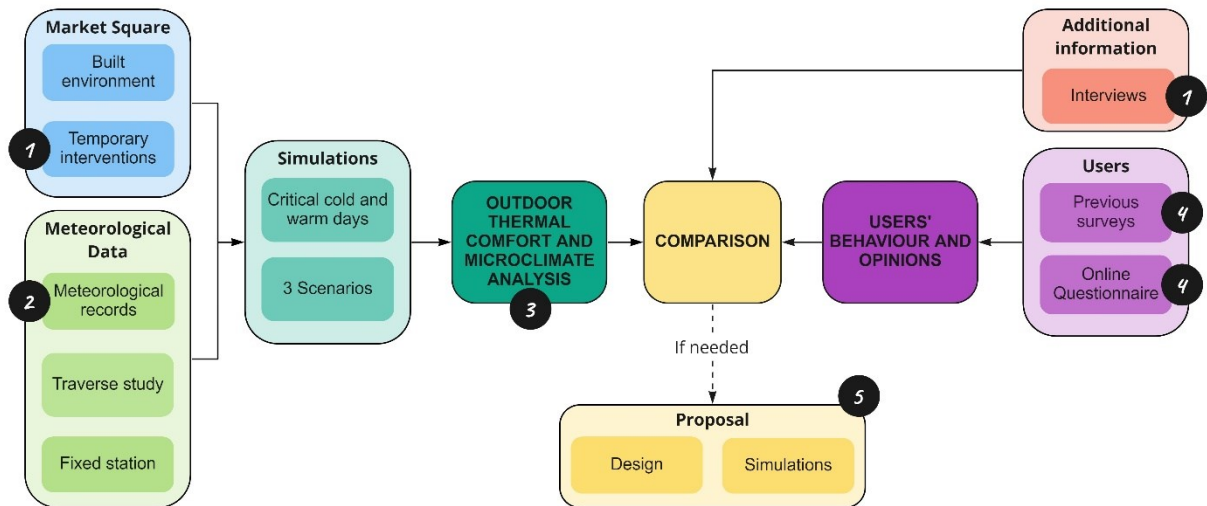 Market Square
Built
environment
1
Temporary
interventions
Meteorological
Data
2
Meteorological
records
Traverse study
Fixed station
Simulations
Critical cold and
warm days
3 Scenarios
OUTDOOR
THERMAL
COMFORT AND
MICROCLIMATE
ANALYSIS
3
COMPARISON
If needed
5
Proposal
Design
Simulations
USERS'
BEHAVIOUR AND
OPINIONS
Additional
information
Interviews
1
Users
Previous
surveys
4
Online
Questionnaire
4